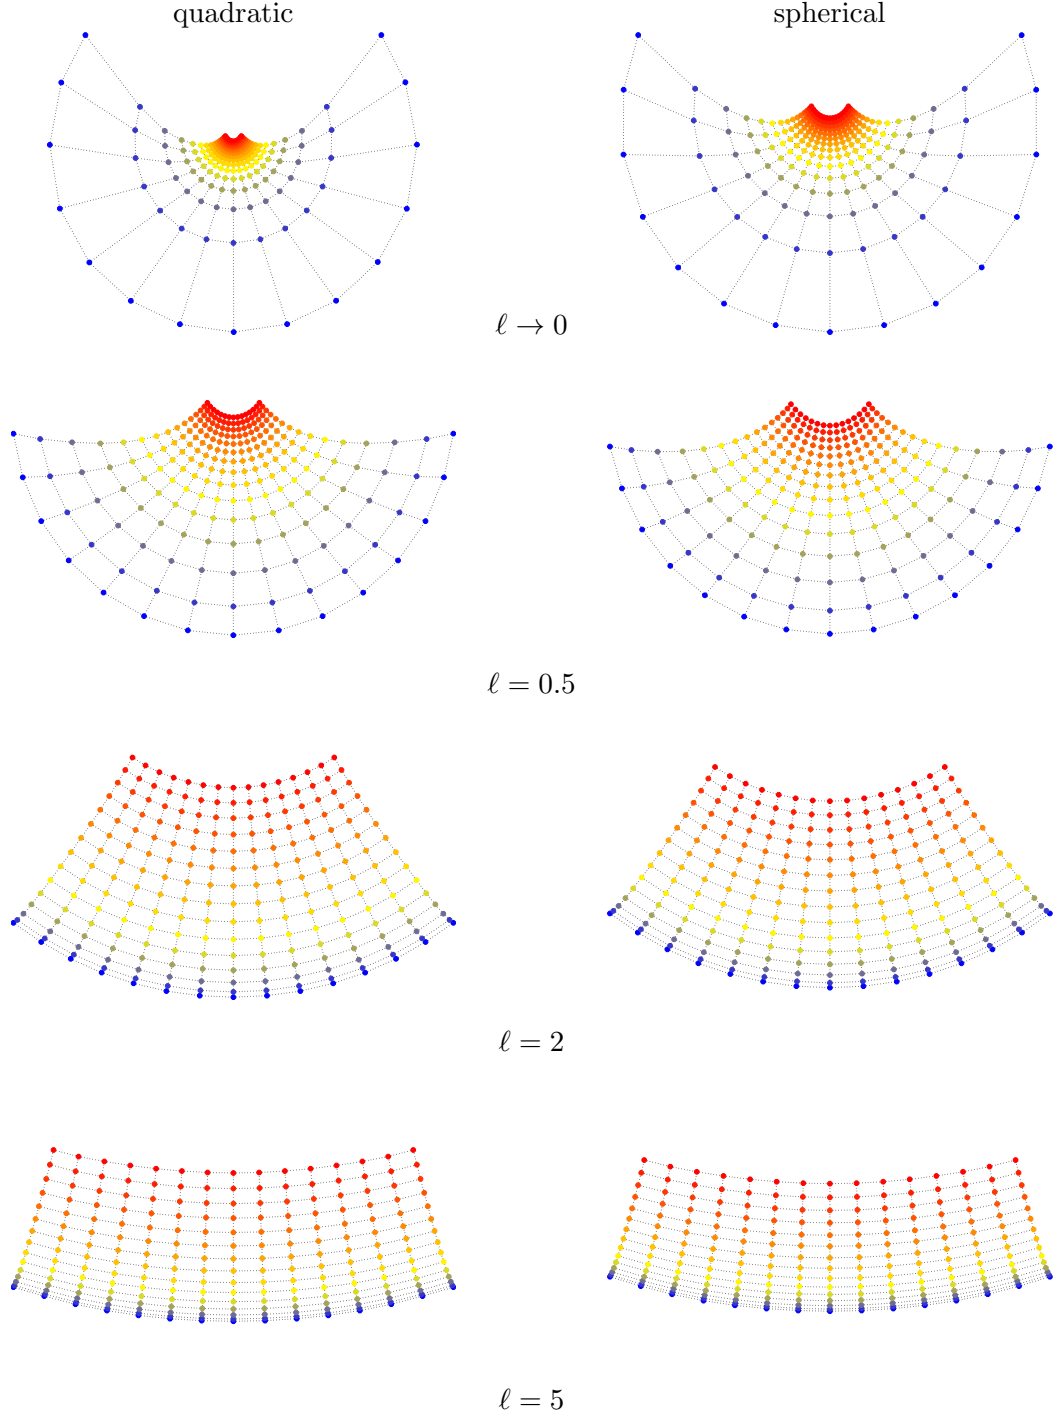 quadratic spherical
ℓ → 0
ℓ = 0.5
ℓ = 2
ℓ = 5